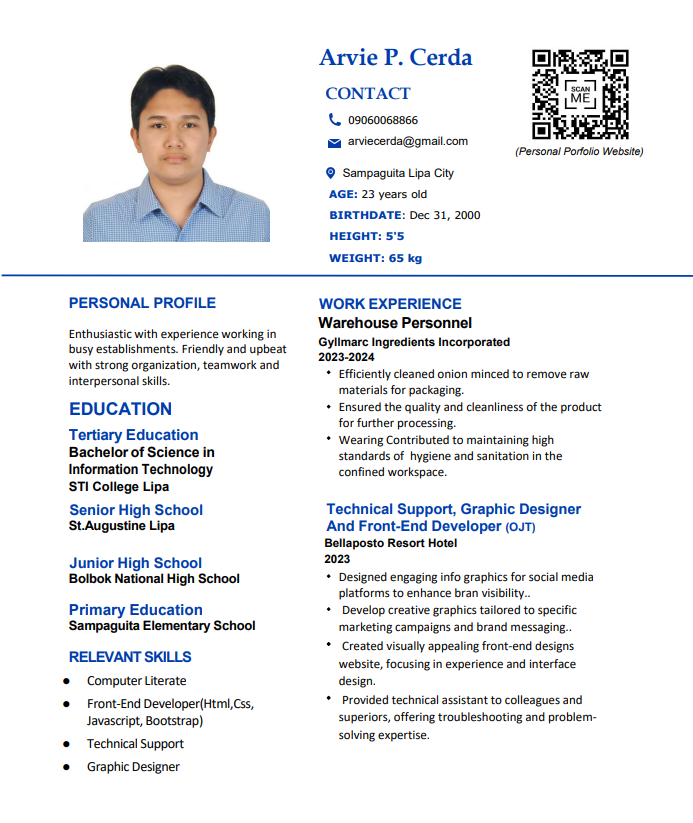 Arvie P. Cerda
CONTACT
09060068866
arviecerda@gmail.com
Sampaguita Lipa City
AGE: 23 years old
BIRTHDATE: Dec 31, 2000
HEIGHT: 5'5
WEIGHT: 65 kg
SCAN
ME
(Personal Porfolio Website)
PERSONAL PROFILE
Enthusiastic with experience working in
busy establishments. Friendly and upbeat
with strong organization, teamwork and
interpersonal skills.
EDUCATION
Tertiary Education
Bachelor of Science in
Information Technology
STI College Lipa
Senior High School
St.Augustine Lipa
Junior High School
Bolbok National High School
Primary Education
Sampaguita Elementary School
RELEVANT SKILLS
● Computer Literate
● Front-End Developer(Html,Css,
Javascript, Bootstrap)
● Technical Support
● Graphic Designer
WORK EXPERIENCE
Warehouse Personnel
Gyllmarc Ingredients Incorporated
2023-2024
• Efficiently cleaned onion minced to remove raw
materials for packaging.
• Ensured the quality and cleanliness of the product
for further processing.
• Wearing Contributed to maintaining high
standards of hygiene and sanitation in the
confined workspace.
Technical Support, Graphic Designer
And Front-End Developer (OJT)
Bellaposto Resort Hotel
2023
• Designed engaging info graphics for social media
platforms to enhance bran visibility..
• Develop creative graphics tailored to specific
marketing campaigns and brand messaging..
• Created visually appealing front-end designs
website, focusing in experience and interface
design.
• Provided technical assistant to colleagues and
superiors, offering troubleshooting and problem-
solving expertise.